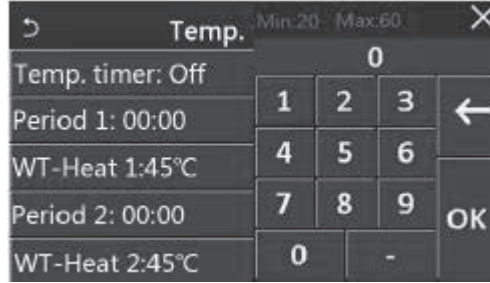 Temp.
Temp. timer: Off
Period 1: 00:00
WT-Heat 1:45℃
Period 2: 00:00
WT-Heat 2:45℃
Min:20 Max:60
0
1 2 3
4 5 6
7 8 9
0 -
OK